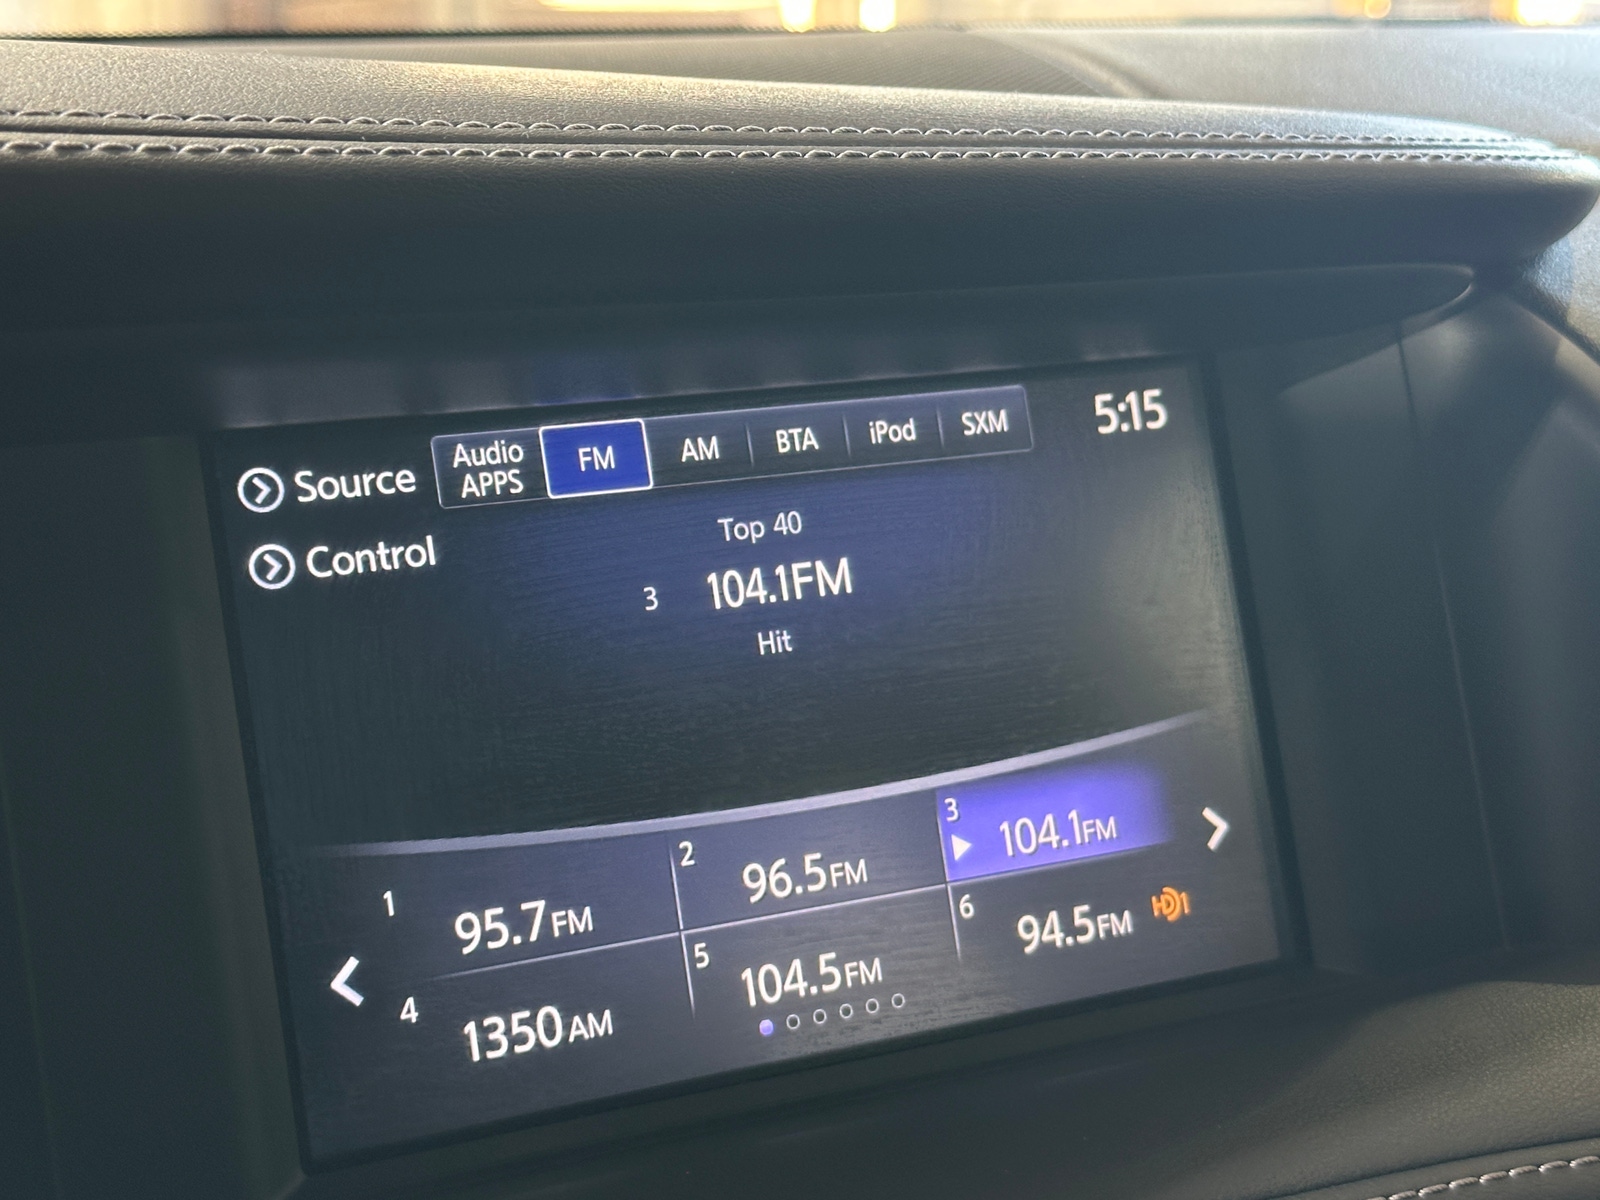 Source
Audio APPS
FM
AM
BTA
iPod
SXM
5:15
Control
Top 40
3 104.1FM
Hit
1 95.7FM
2 96.5FM
3 104.1FM
4 1350AM
5 104.5FM
6 94.5FM HD1